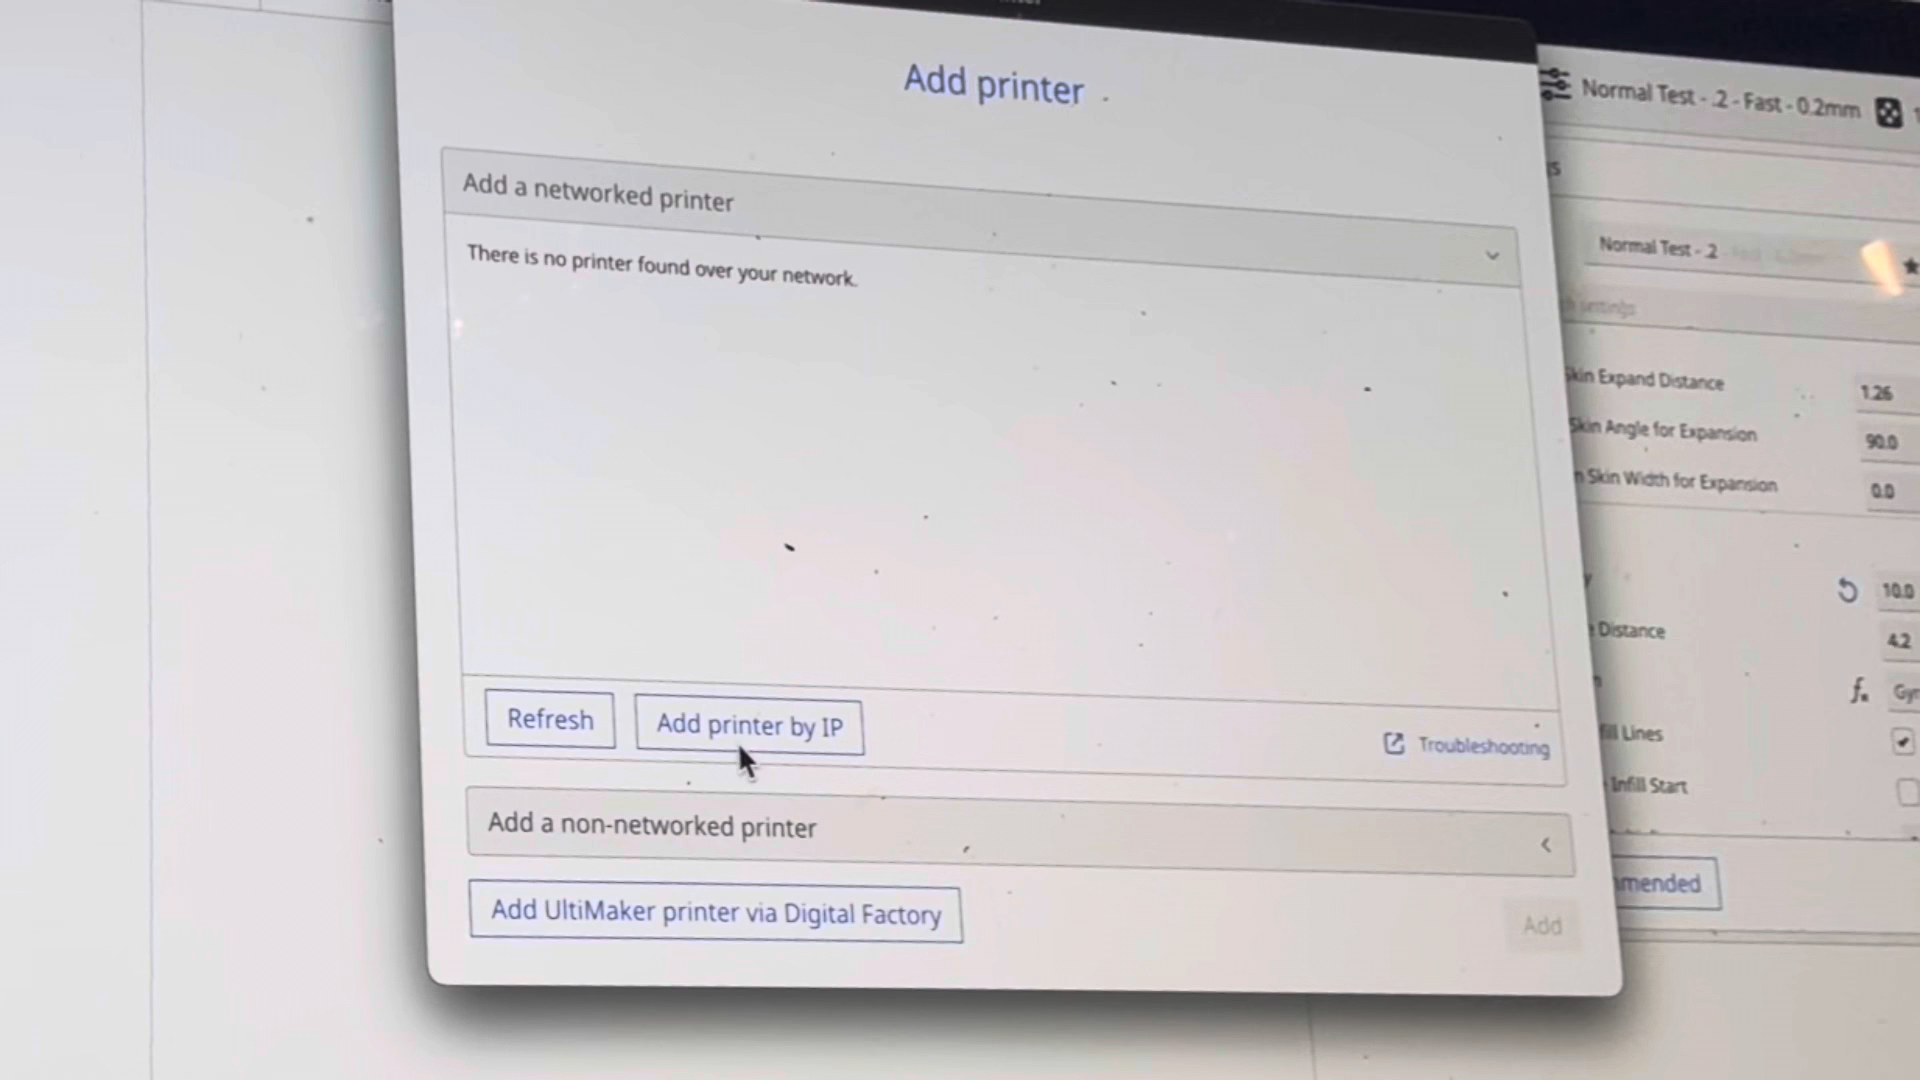 Add printer
Add a networked printer
There is no printer found over your network.
Refresh
Add printer by IP
Troubleshooting
Add a non-networked printer
Add UltiMaker printer via Digital Factory
Add
Normal Test - .2 - Fast - 0.2mm
Normal Test - .2
settings
Skin Expand Distance
1.26
Skin Angle for Expansion
90.0
Skin Width for Expansion
0.0
10.0
Distance
4.2
Lines
Infill Start